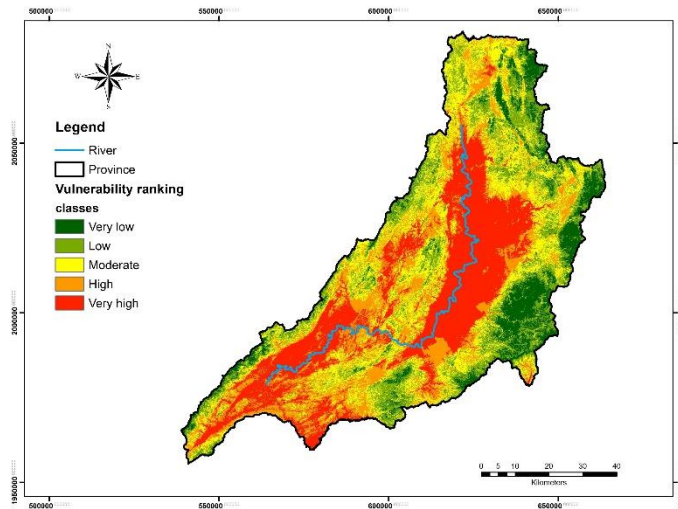 500000 550000 600000 650000
N
W E
S
Legend
River
Province
Vulnerability ranking
classes
Very low
Low
Moderate
High
Very high
2050000
2000000
1950000
0 5 10 20 30 40
Kilometers
500000 550000 600000 650000